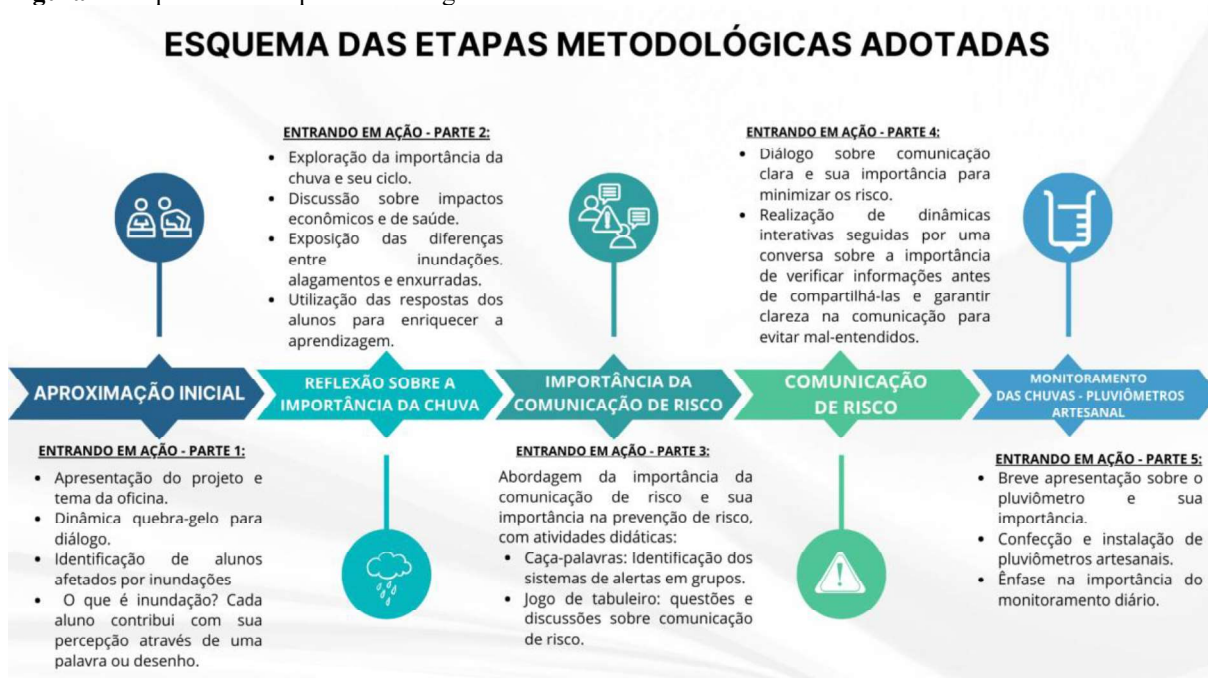 ESQUEMA DAS ETAPAS METODOLÓGICAS ADOTADAS
ENTRANDO EM AÇÃO - PARTE 2:
• Exploração da importância da
chuva e seu ciclo.
• Discussão sobre impactos
econômicos e de saúde.
• Exposição das diferenças
entre inundações,
alagamentos e enxurradas.
• Utilização das respostas dos
alunos para enriquecer a
aprendizagem.
ENTRANDO EM AÇÃO - PARTE 4:
• Diálogo sobre comunicação
clara e sua importância para
minimizar os risco.
• Realização de dinâmicas
interativas seguidas por uma
conversa sobre a importância
de verificar informações antes
de compartilhá-las e garantir
clareza na comunicação para
evitar mal-entendidos.
APROXIMAÇÃO INICIAL
REFLEXÃO SOBRE A
IMPORTÂNCIA DA CHUVA
IMPORTÂNCIA DA
COMUNICAÇÃO DE RISCO
COMUNICAÇÃO
DE RISCO
MONITORAMENTO
DAS CHUVAS - PLUVIÔMETROS
ARTESANAL
ENTRANDO EM AÇÃO - PARTE 1:
• Apresentação do projeto e
tema da oficina.
• Dinâmica quebra-gelo para
diálogo.
• Identificação de alunos
afetados por inundações
• O que é inundação? Cada
aluno contribui com sua
percepção através de uma
palavra ou desenho.
ENTRANDO EM AÇÃO - PARTE 3:
Abordagem da importância da
comunicação de risco e sua
importância na prevenção de risco,
com atividades didáticas:
• Caça-palavras: Identificação dos
sistemas de alertas em grupos.
• Jogo de tabuleiro: questões e
discussões sobre comunicação
de risco.
ENTRANDO EM AÇÃO - PARTE 5:
• Breve apresentação sobre o
pluviômetro e sua
importância.
• Confecção e instalação de
pluviômetros artesanais.
• Ênfase na importância do
monitoramento diário.